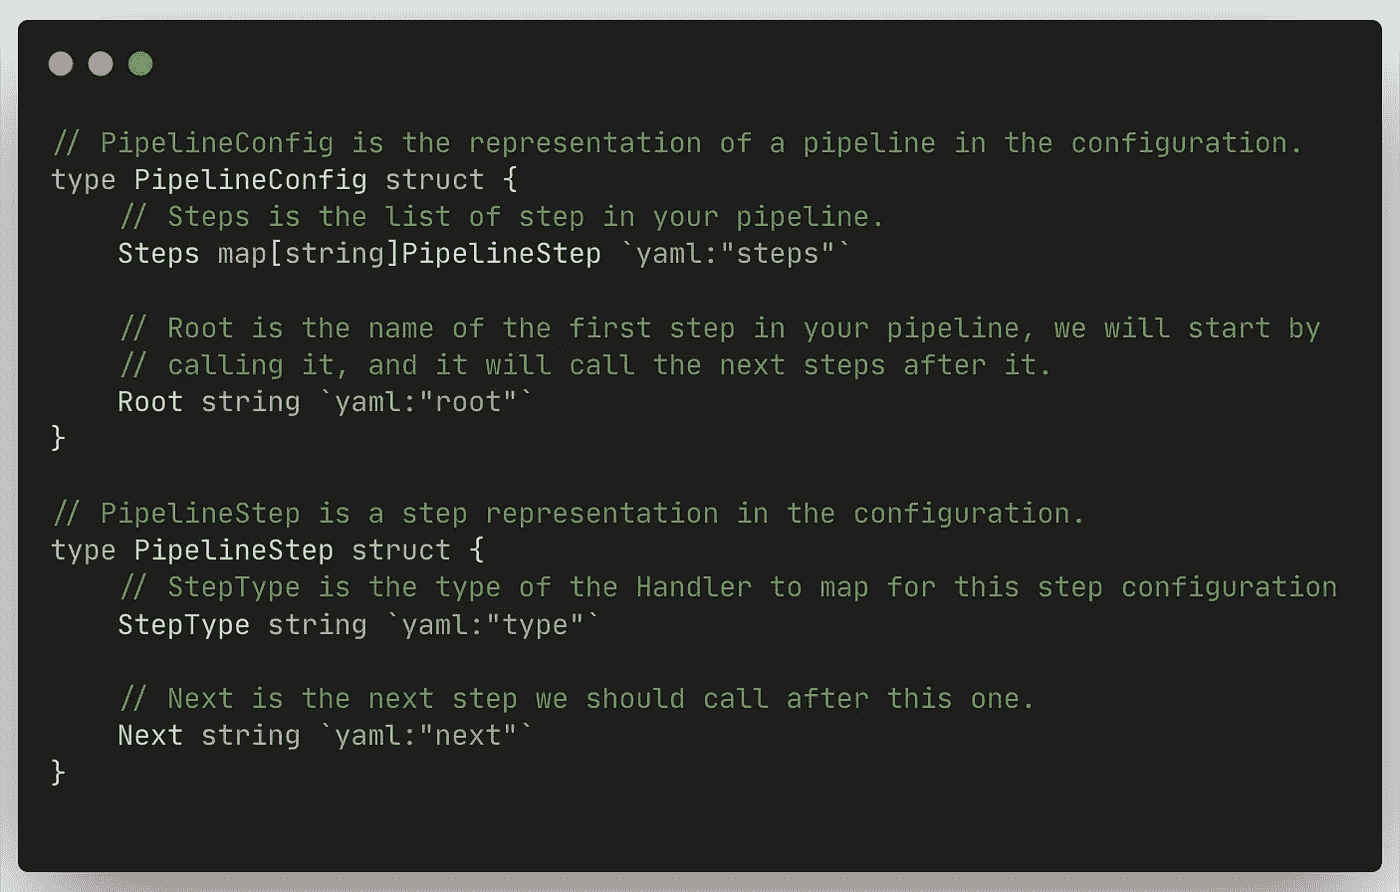 // PipelineConfig is the representation of a pipeline in the configuration.
type PipelineConfig struct {
    // Steps is the list of step in your pipeline.
    Steps map[string]PipelineStep `yaml:"steps"`

    // Root is the name of the first step in your pipeline, we will start by
    // calling it, and it will call the next steps after it.
    Root string `yaml:"root"`
}

// PipelineStep is a step representation in the configuration.
type PipelineStep struct {
    // StepType is the type of the Handler to map for this step configuration
    StepType string `yaml:"type"`

    // Next is the next step we should call after this one.
    Next string `yaml:"next"`
}